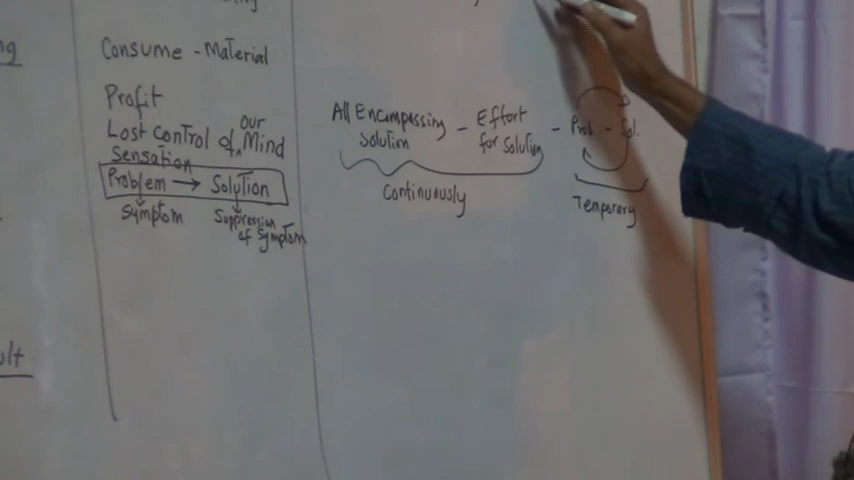 Consume - Material
Profit
Lost control of our Mind
Sensation
Problem → Solution
Symptom
Suppression
of symptom
All Encompassing
Solution
- Effort
for solution
- Prob - Sol.
Continuously
Temporary